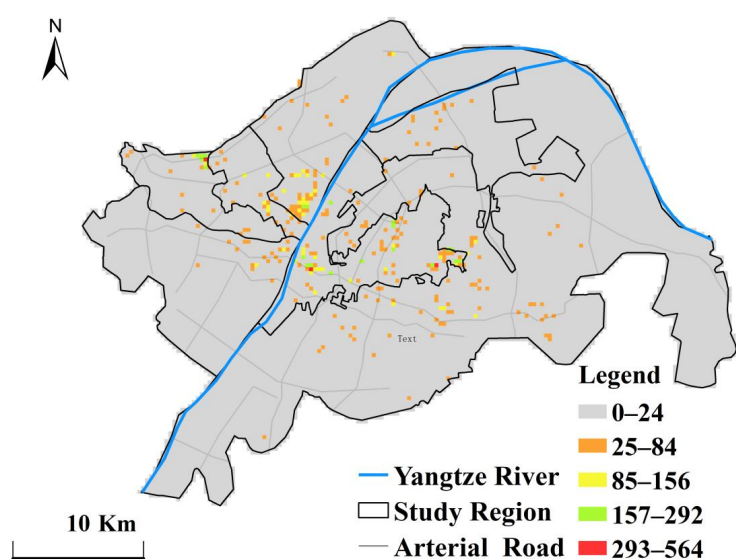 N
Text
Legend
0–24
25–84
85–156
157–292
293–564
Yangtze River
Study Region
Arterial Road
10 Km